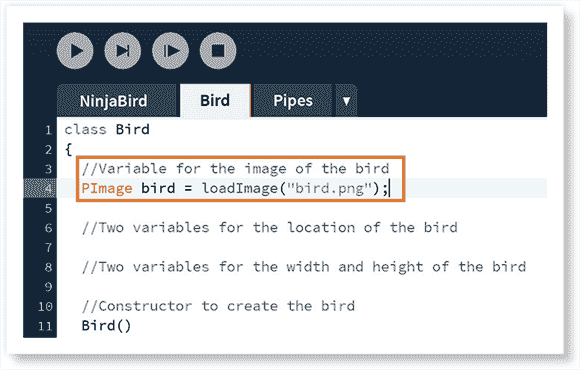 NinjaBird Bird Pipes ▼
1 class Bird
2 {
3 //Variable for the image of the bird
4 PImage bird = loadImage("bird.png");
5
6 //Two variables for the location of the bird
7
8 //Two variables for the width and height of the bird
9
10 //Constructor to create the bird
11 Bird()